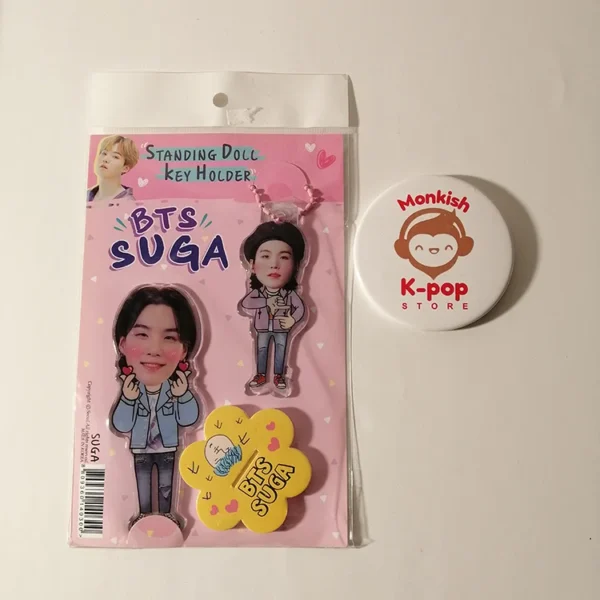 STANDING DOLL
KEY HOLDER
BTS
SUGA
BTS
SUGA
SUGA
Monkish
K-pop
STORE